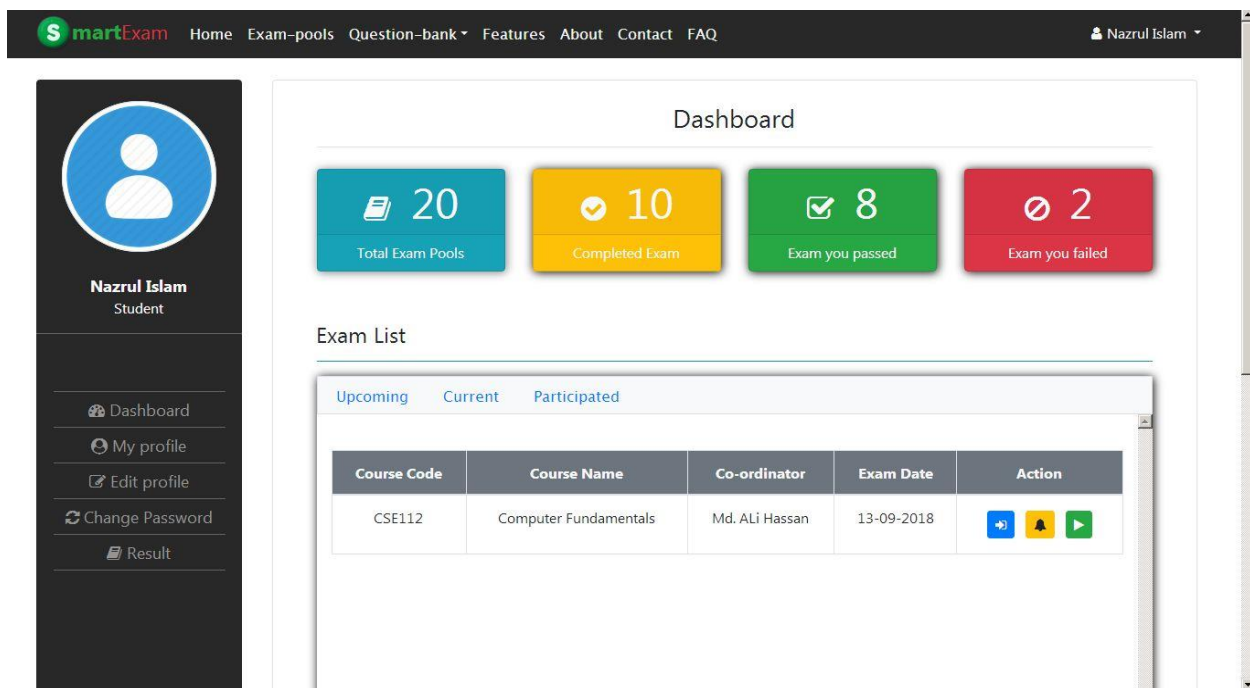 SmartExam Home Exam-pools Question-bank Features About Contact FAQ Nazrul Islam
Nazrul Islam
Student
Dashboard
My profile
Edit profile
Change Password
Result
Dashboard
20 10 8 2
Total Exam Pools Completed Exam Exam you passed Exam you failed
Exam List
Upcoming Current Participated
Course Code Course Name Co-ordinator Exam Date Action
CSE112 Computer Fundamentals Md. ALi Hassan 13-09-2018